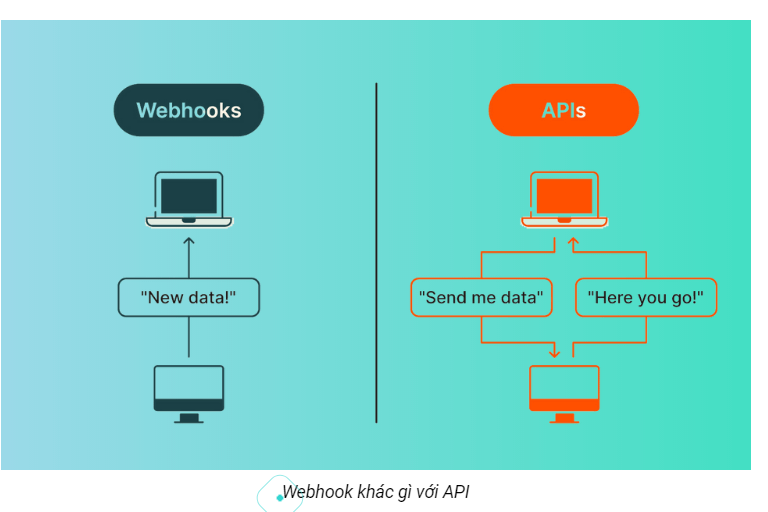 Webhooks
APIs
"New data!"
"Send me data"
"Here you go!"
Webhook khác gì với API